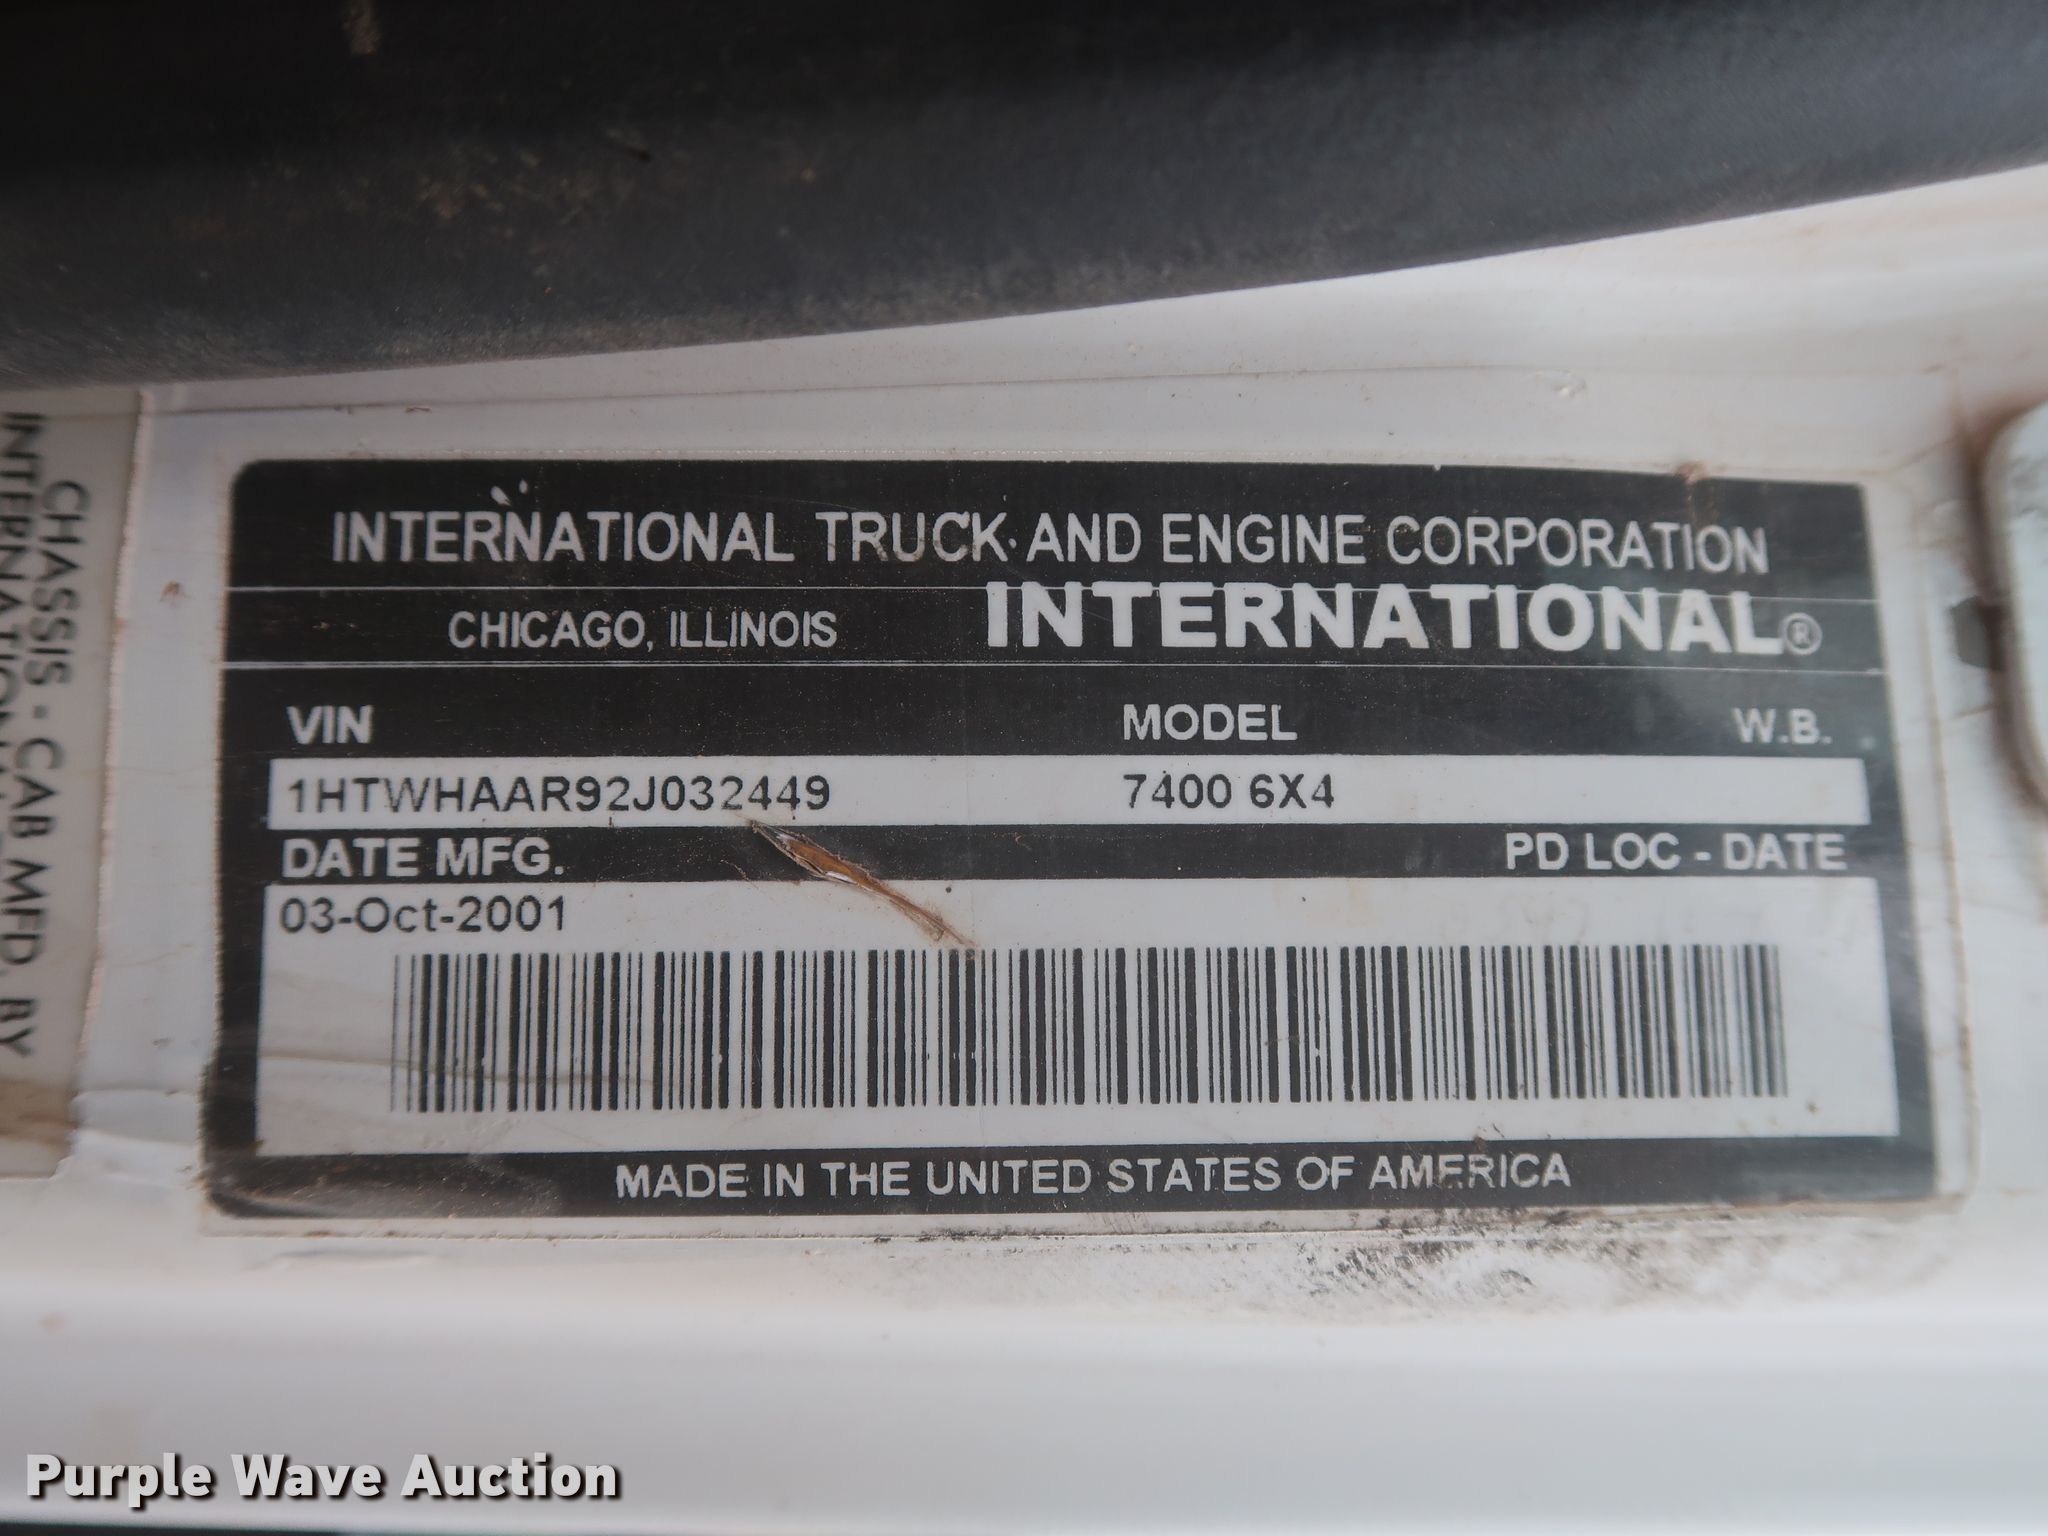 INTERNATIONAL TRUCK AND ENGINE CORPORATION
CHICAGO, ILLINOIS INTERNATIONAL®
VIN MODEL W.B.
1HTWHAAR92J032449 7400 6X4
DATE MFG. PD LOC - DATE
03-Oct-2001
MADE IN THE UNITED STATES OF AMERICA
CHASSIS - CAB MFD. BY
INTERNATIONAL
Purple Wave Auction